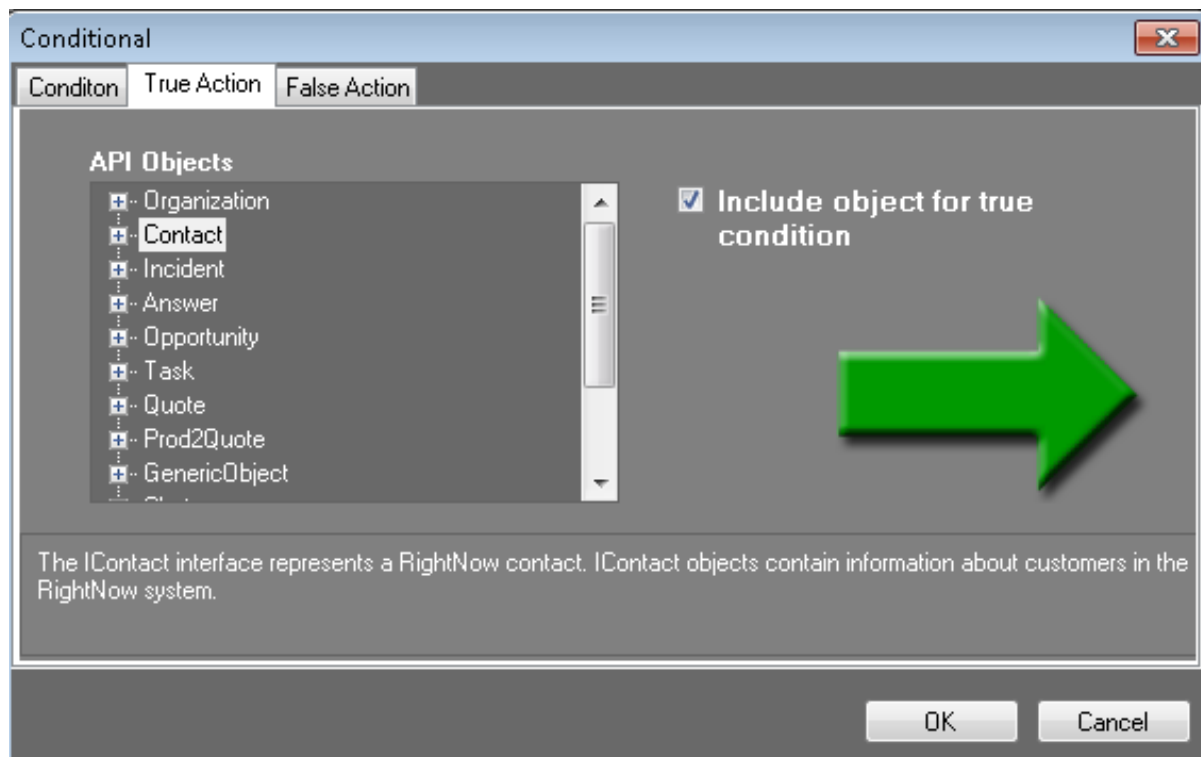 Conditional
Conditon
True Action
False Action
API Objects
Organization
Contact
Incident
Answer
Opportunity
Task
Quote
Prod2Quote
GenericObject
Include object for true
condition
The IContact interface represents a RightNow contact. IContact objects contain information about customers in the
RightNow system.
OK
Cancel